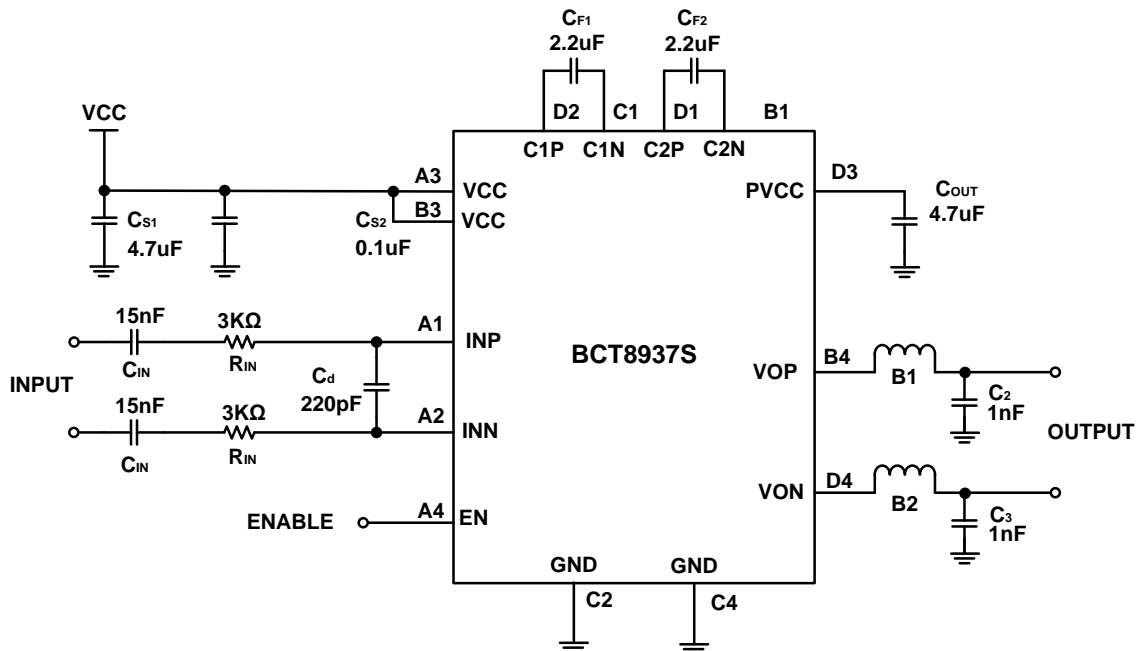 CF1
2.2uF
CF2
2.2uF
VCC
D2
C1
D1
B1
C1P
C1N
C2P
C2N
A3
VCC
B3
VCC
D3
PVCC
COUT
4.7uF
CS1
4.7uF
CS2
0.1uF
15nF
3KΩ
A1
INP
CIN
RIN
BCT8937S
INPUT
Cd
220pF
VOP
B4
B1
C2
1nF
15nF
3KΩ
A2
INN
CIN
RIN
OUTPUT
VON
D4
B2
C3
1nF
ENABLE
A4
EN
GND
GND
C2
C4